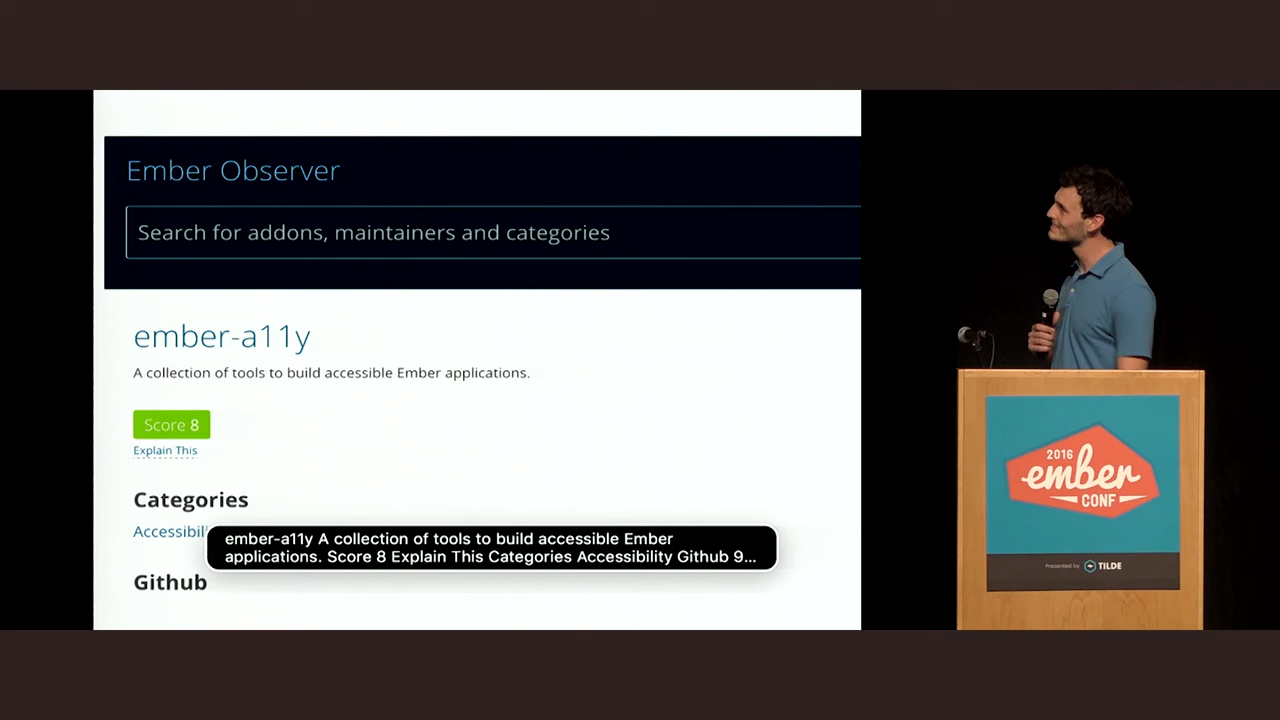 Ember Observer
Search for addons, maintainers and categories
ember-a11y
A collection of tools to build accessible Ember applications.
Score 8
Explain This
Categories
Accessibil
ember-a11y A collection of tools to build accessible Ember
applications. Score 8 Explain This Categories Accessibility Github 9...
Github
2016
ember
CONF
Presented by TILDE